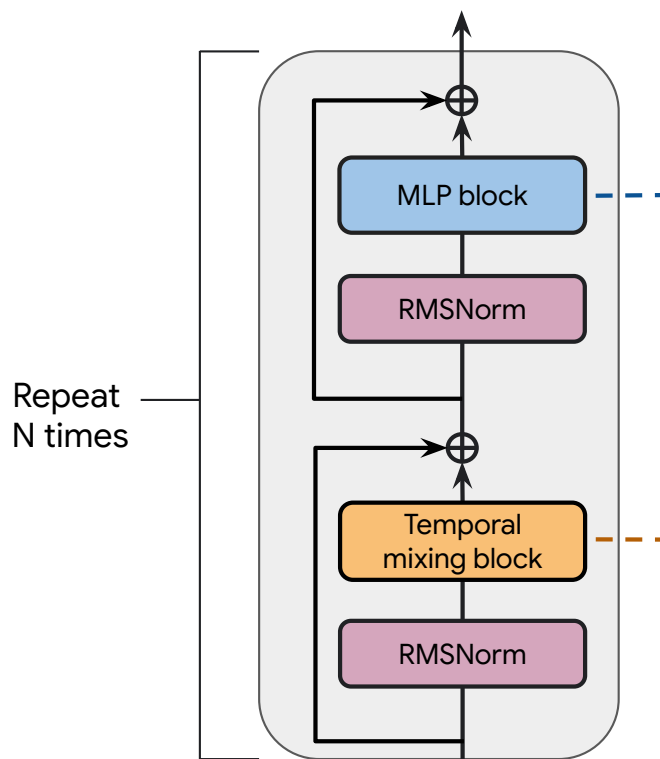 MLP block
RMSNorm
Repeat
N times
Temporal
mixing block
RMSNorm